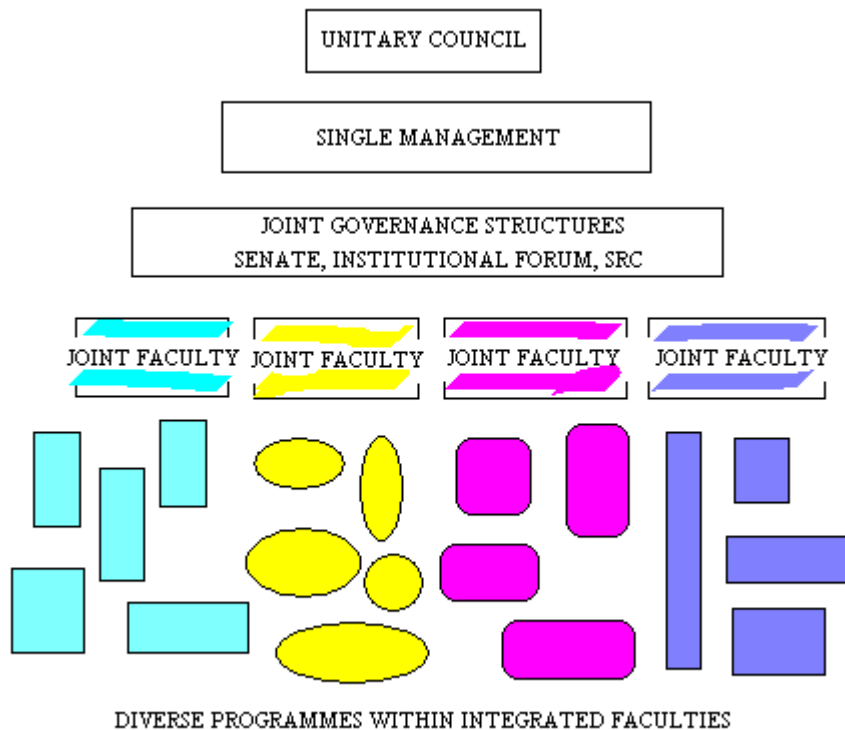 UNITARY COUNCIL
SINGLE MANAGEMENT
JOINT GOVERNANCE STRUCTURES
SENATE, INSTITUTIONAL FORUM, SRC
JOINT FACULTY
JOINT FACULTY
JOINT FACULTY
JOINT FACULTY
DIVERSE PROGRAMMES WITHIN INTEGRATED FACULTIES